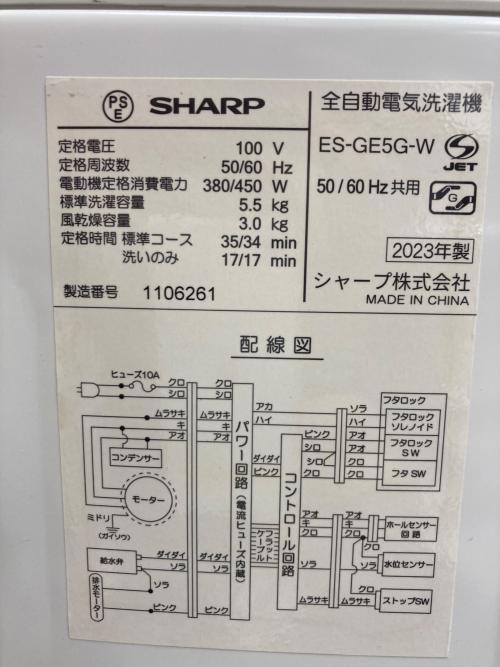 PS
E
SHARP
定格電圧 100 V
定格周波数 50/60 Hz
電動機定格消費電力 380/450 W
標準洗濯容量 5.5 kg
風乾燥容量 3.0 kg
定格時間 標準コース 35/34 min
洗いのみ 17/17 min
製造番号 1106261
全自動電気洗濯機
ES-GE5G-W
S JET
50/60Hz共用
G
2023年製
シャープ株式会社
MADE IN CHINA
配線図
ヒューズ10A
クロ クロ
シロ シロ
ムラサキ ムラサキ
キ キ
アオ アオ
コンデンサー
モーター
ミドリ
(ガイソウ)
給水弁
ダイダイ ダイダイ
ソラ ソラ
ソラ
排水モーター
ピンク ピンク
パワー回路
(電流ヒューズ内蔵)
アカ
ハイ
ダイダイ
ピンク
フラット
ケーブル
コントロール回路
ピンク
シロ
シロ
クロ
ソラ
ハイ
アオ
アオ
クロ
クロ
フタロック
フタロック
ソレノイド
フタロック
SW
フタSW
アオ アオ
キ キ
クロ クロ
ホールセンサー
回路
クロ
ソラ ソラ
水位センサー
クロ
ムラサキ ムラサキ
ストップSW